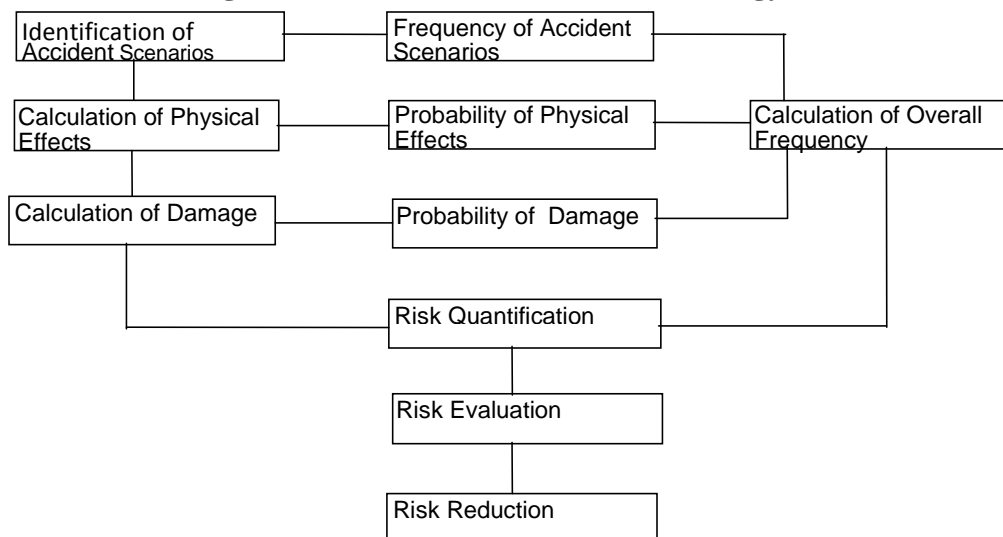 Identification of
Accident Scenarios
Frequency of Accident
Scenarios
Calculation of Physical
Effects
Probability of Physical
Effects
Calculation of Overall
Frequency
Calculation of Damage
Probability of Damage
Risk Quantification
Risk Evaluation
Risk Reduction